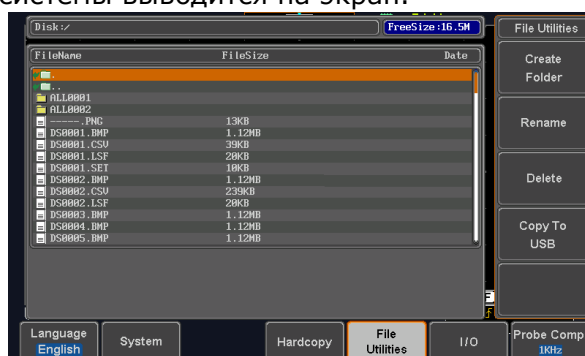 системы выводится на экран.
Disk:/
FreeSize:16.5M
File Utilities
FileName FileSize Date
.
..
ALL0001
ALL0002
-----.PNG 13KB
DS0001.BMP 1.12MB
DS0001.CSV 39KB
DS0001.LSF 20KB
DS0001.SET 10KB
DS0002.BMP 1.12MB
DS0002.CSV 239KB
DS0002.LSF 20KB
DS0003.BMP 1.12MB
DS0004.BMP 1.12MB
DS0005.BMP 1.12MB
Create
Folder
Rename
Delete
Copy To
USB
F
f
Language
English
System
Hardcopy
File
Utilities
I/O
Probe Comp
1KHz